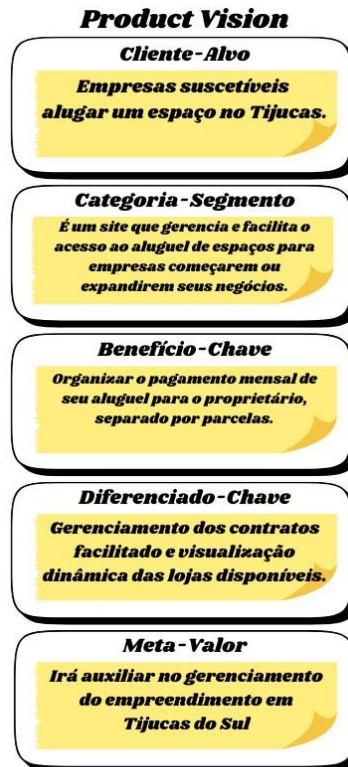 Product Vision
Cliente-Alvo
Empresas suscetíveis
alugar um espaço no Tijucas.
Categoria-Segmento
É um site que gerencia e facilita o
acesso ao aluguel de espaços para
empresas começarem ou
expandirem seus negócios.
Benefício-Chave
Organizar o pagamento mensal de
seu aluguel para o proprietário,
separado por parcelas.
Diferenciado-Chave
Gerenciamento dos contratos
facilitado e visualização
dinâmica das lojas disponíveis.
Meta-Valor
Irá auxiliar no gerenciamento
do empreendimento em
Tijucas do Sul